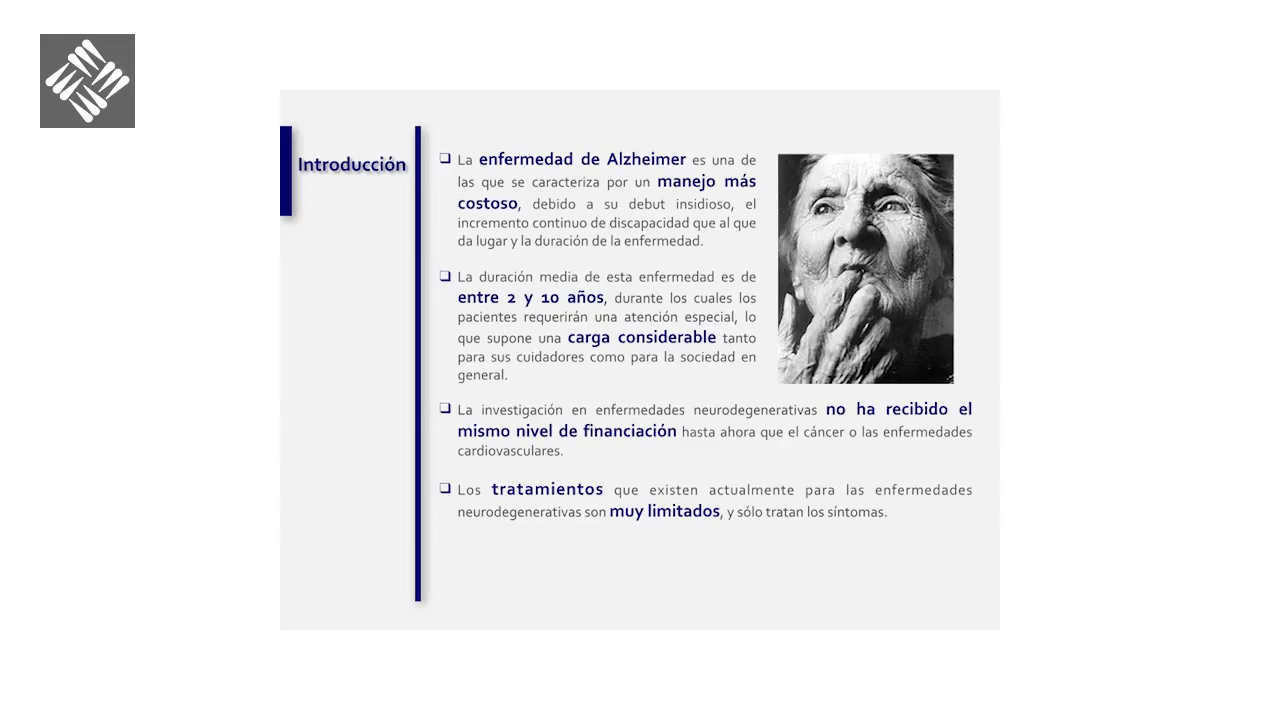 Introducción
La enfermedad de Alzheimer es una de
las que se caracteriza por un manejo más
costoso, debido a su debut insidioso, el
incremento continuo de discapacidad que al que
da lugar y la duración de la enfermedad.
La duración media de esta enfermedad es de
entre 2 y 10 años, durante los cuales los
pacientes requerirán una atención especial, lo
que supone una carga considerable tanto
para sus cuidadores como para la sociedad en
general.
La investigación en enfermedades neurodegenerativas no ha recibido el
mismo nivel de financiación hasta ahora que el cáncer o las enfermedades
cardiovasculares.
Los tratamientos que existen actualmente para las enfermedades
neurodegenerativas son muy limitados, y sólo tratan los síntomas.